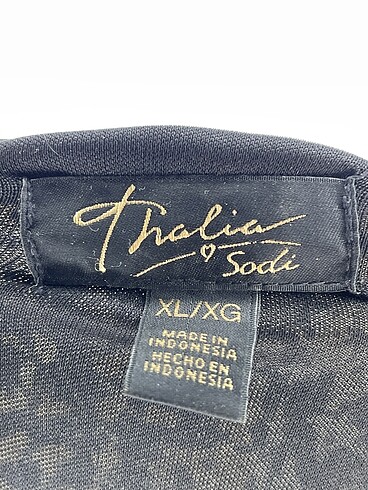 Thalia
Sodi
XL/XG
MADE IN
INDONESIA
HECHO EN
INDONESIA